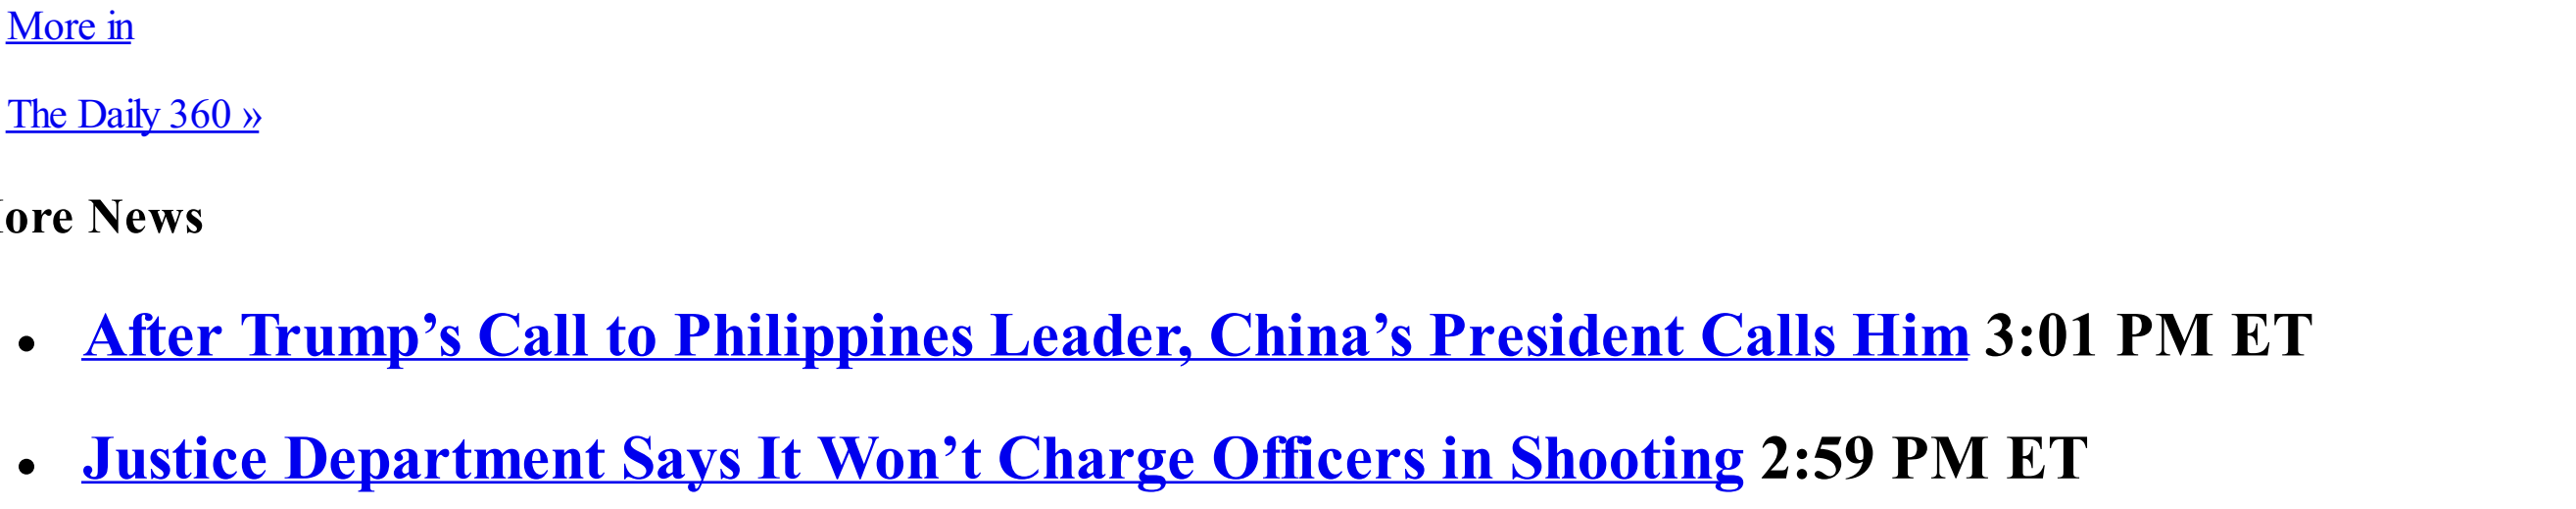 More in
The Daily 360 »
ore News
• After Trump’s Call to Philippines Leader, China’s President Calls Him 3:01 PM ET
• Justice Department Says It Won’t Charge Officers in Shooting 2:59 PM ET